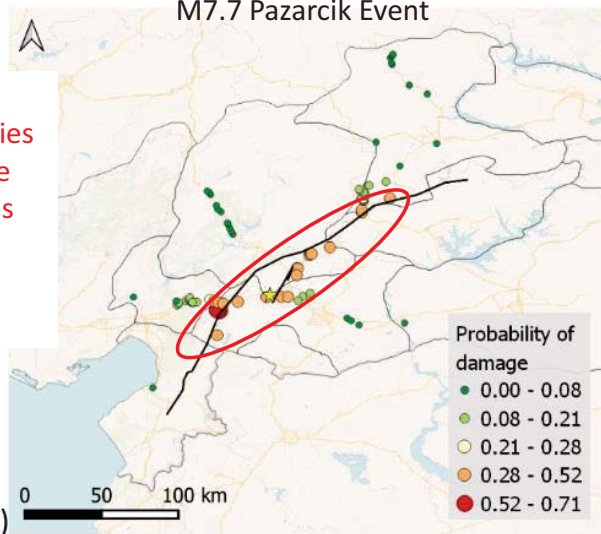 M7.7 Pazarcik Event
ies
e
s
Probability of
damage
0.00 - 0.08
0.08 - 0.21
0.21 - 0.28
0.28 - 0.52
0.52 - 0.71
0 50 100 km
)